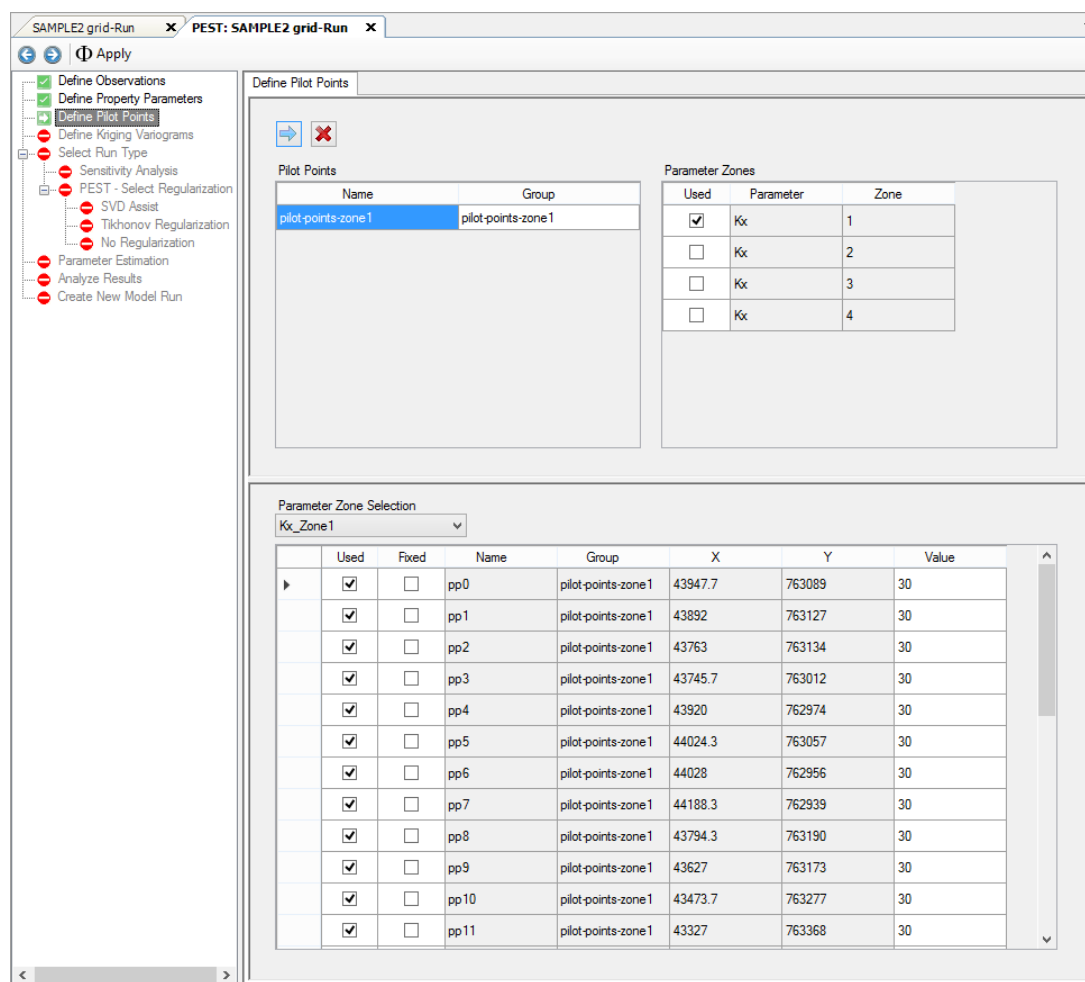 SAMPLE2 grid-Run X PEST: SAMPLE2 grid-Run X
Φ Apply
Define Observations
Define Property Parameters
Define Pilot Points
Define Kriging Variograms
Select Run Type
Sensitivity Analysis
PEST - Select Regularization
SVD Assist
Tikhonov Regularization
No Regularization
Parameter Estimation
Analyze Results
Create New Model Run
Define Pilot Points
Pilot Points
Name Group
pilot-points-zone1 pilot-points-zone1
Parameter Zones
Used Parameter Zone
Kx 1
Kx 2
Kx 3
Kx 4
Parameter Zone Selection
Kx_Zone1
Used Fixed Name Group X Y Value
pp0 pilot-points-zone1 43947.7 763089 30
pp1 pilot-points-zone1 43892 763127 30
pp2 pilot-points-zone1 43763 763134 30
pp3 pilot-points-zone1 43745.7 763012 30
pp4 pilot-points-zone1 43920 762974 30
pp5 pilot-points-zone1 44024.3 763057 30
pp6 pilot-points-zone1 44028 762956 30
pp7 pilot-points-zone1 44188.3 762939 30
pp8 pilot-points-zone1 43794.3 763190 30
pp9 pilot-points-zone1 43627 763173 30
pp10 pilot-points-zone1 43473.7 763277 30
pp11 pilot-points-zone1 43327 763368 30